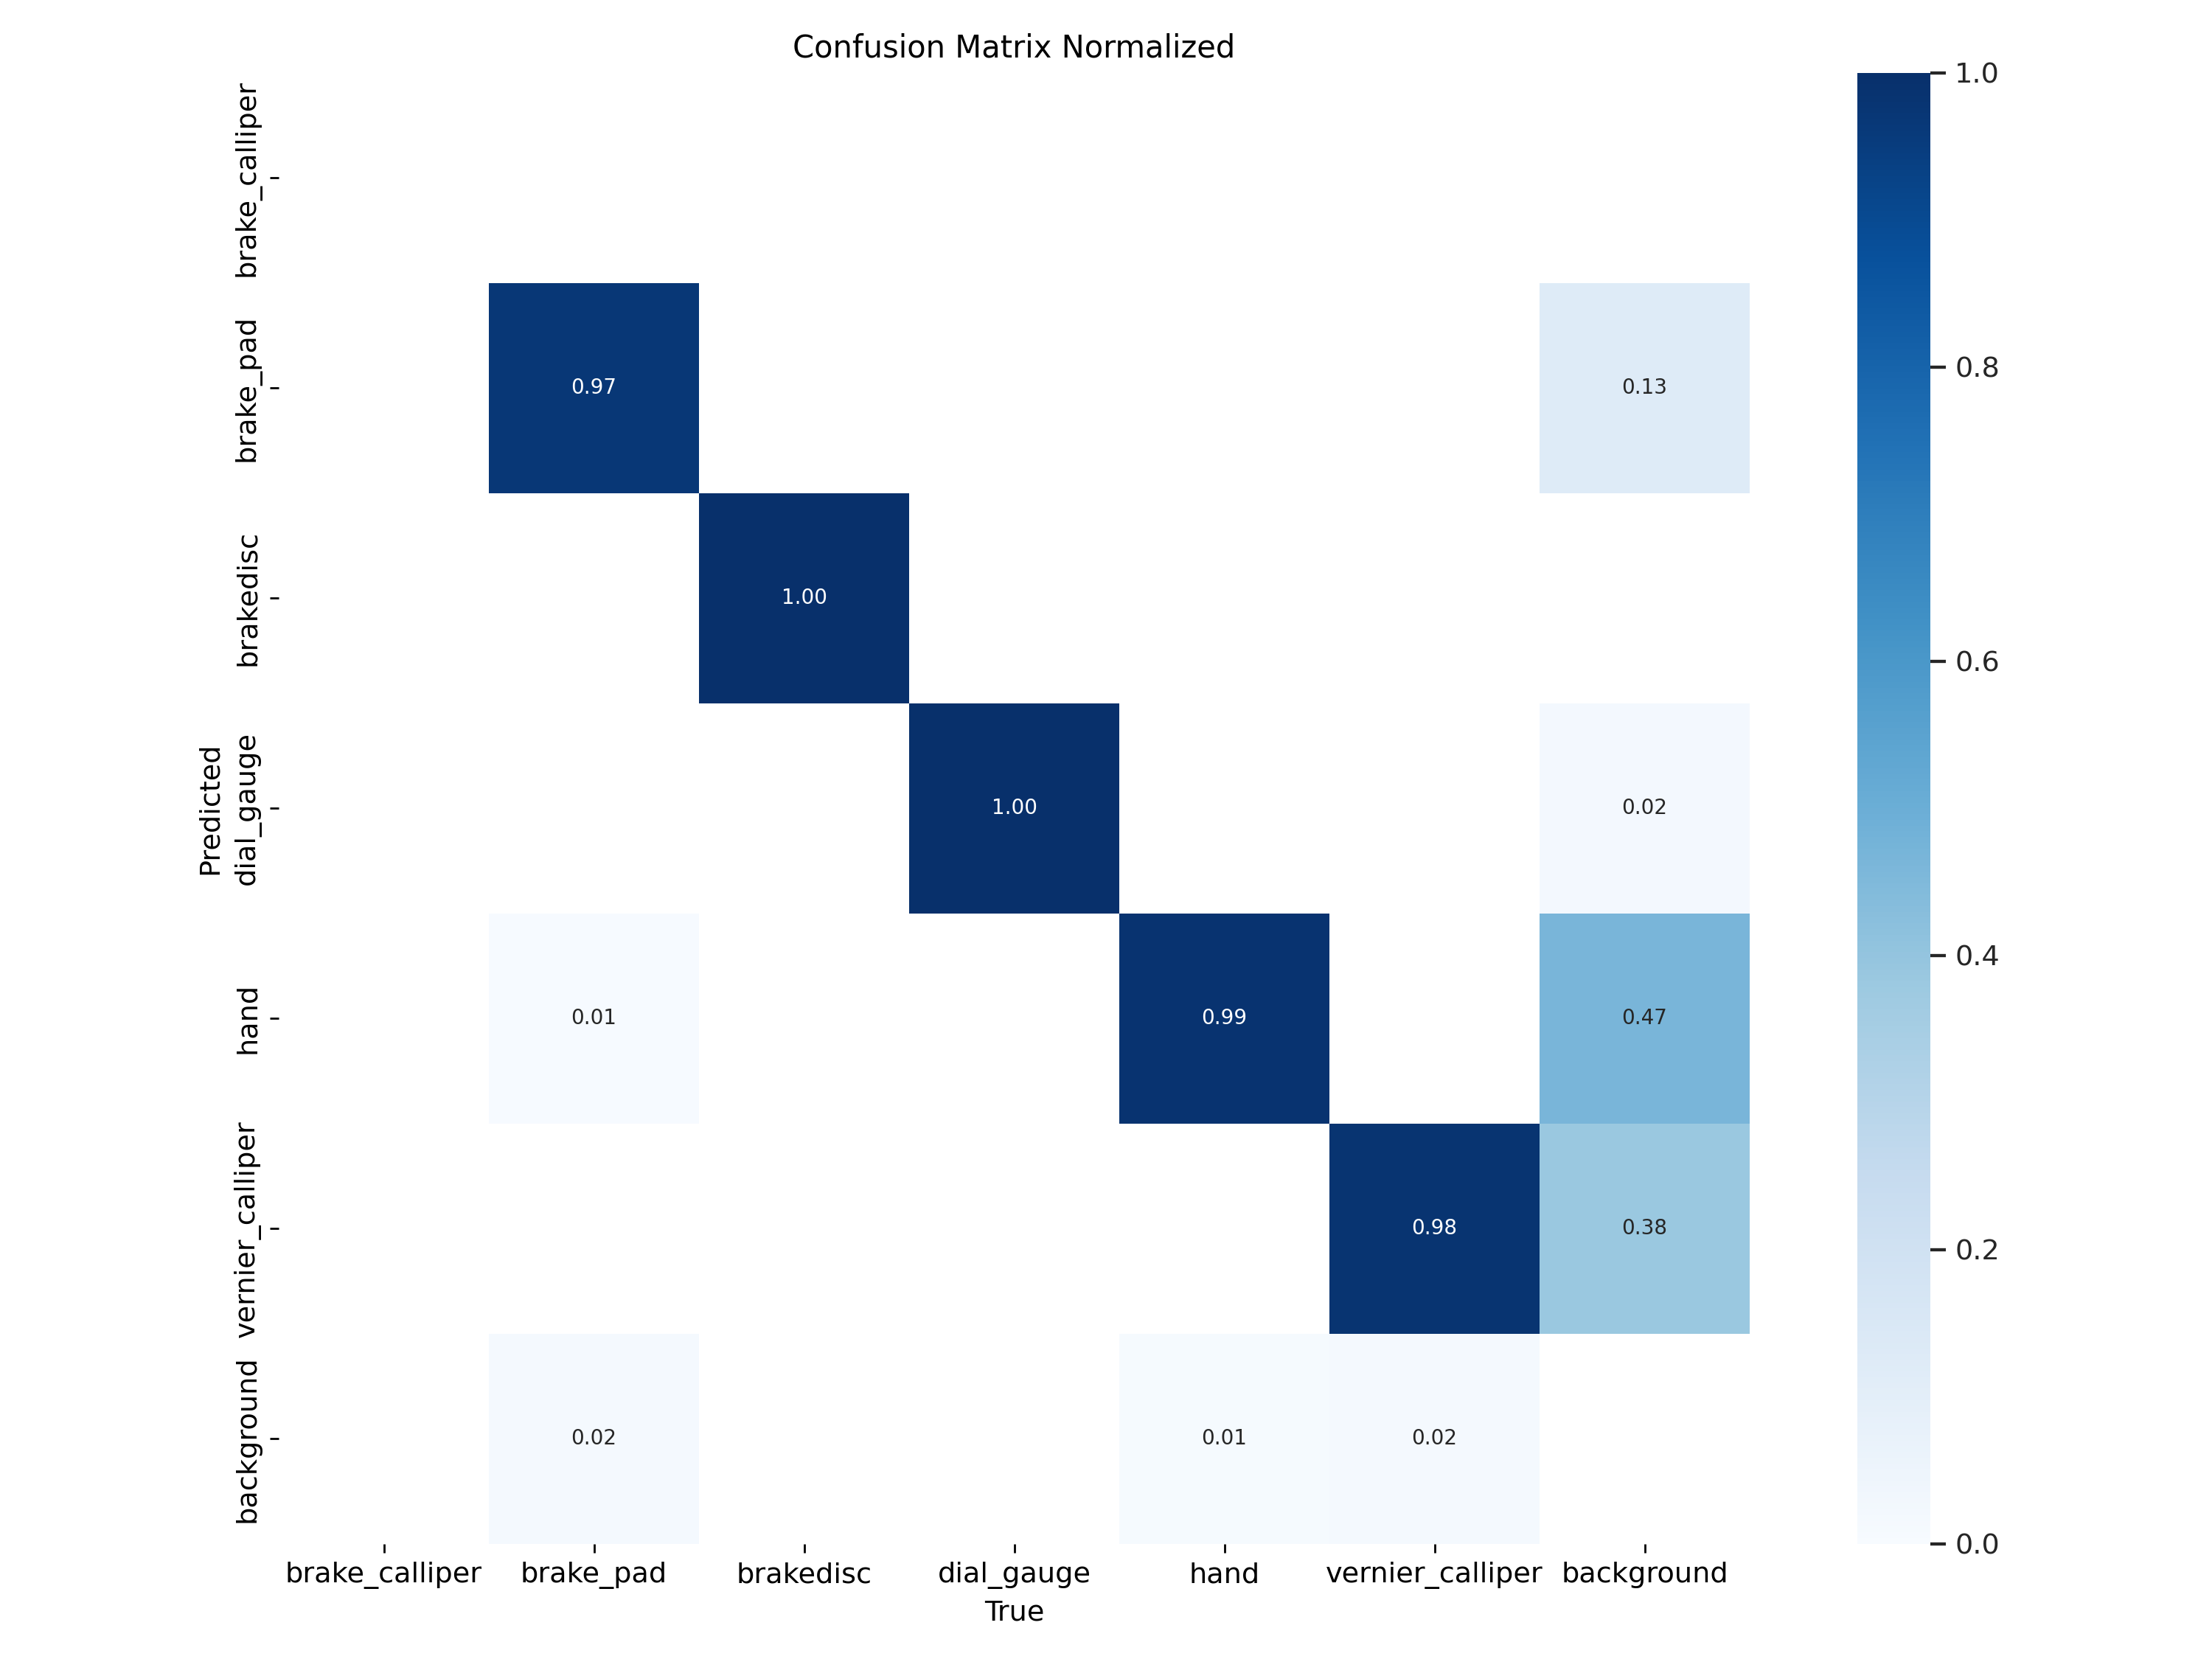 Confusion Matrix Normalized
brake_calliper
brake_pad
brakedisc
dial_gauge
hand
vernier_calliper
background
Predicted
0.97
0.13
1.00
1.00
0.02
0.01
0.99
0.47
0.98
0.38
0.02
0.01
0.02
brake_calliper
brake_pad
brakedisc
dial_gauge
hand
vernier_calliper
background
True
1.0
0.8
0.6
0.4
0.2
0.0